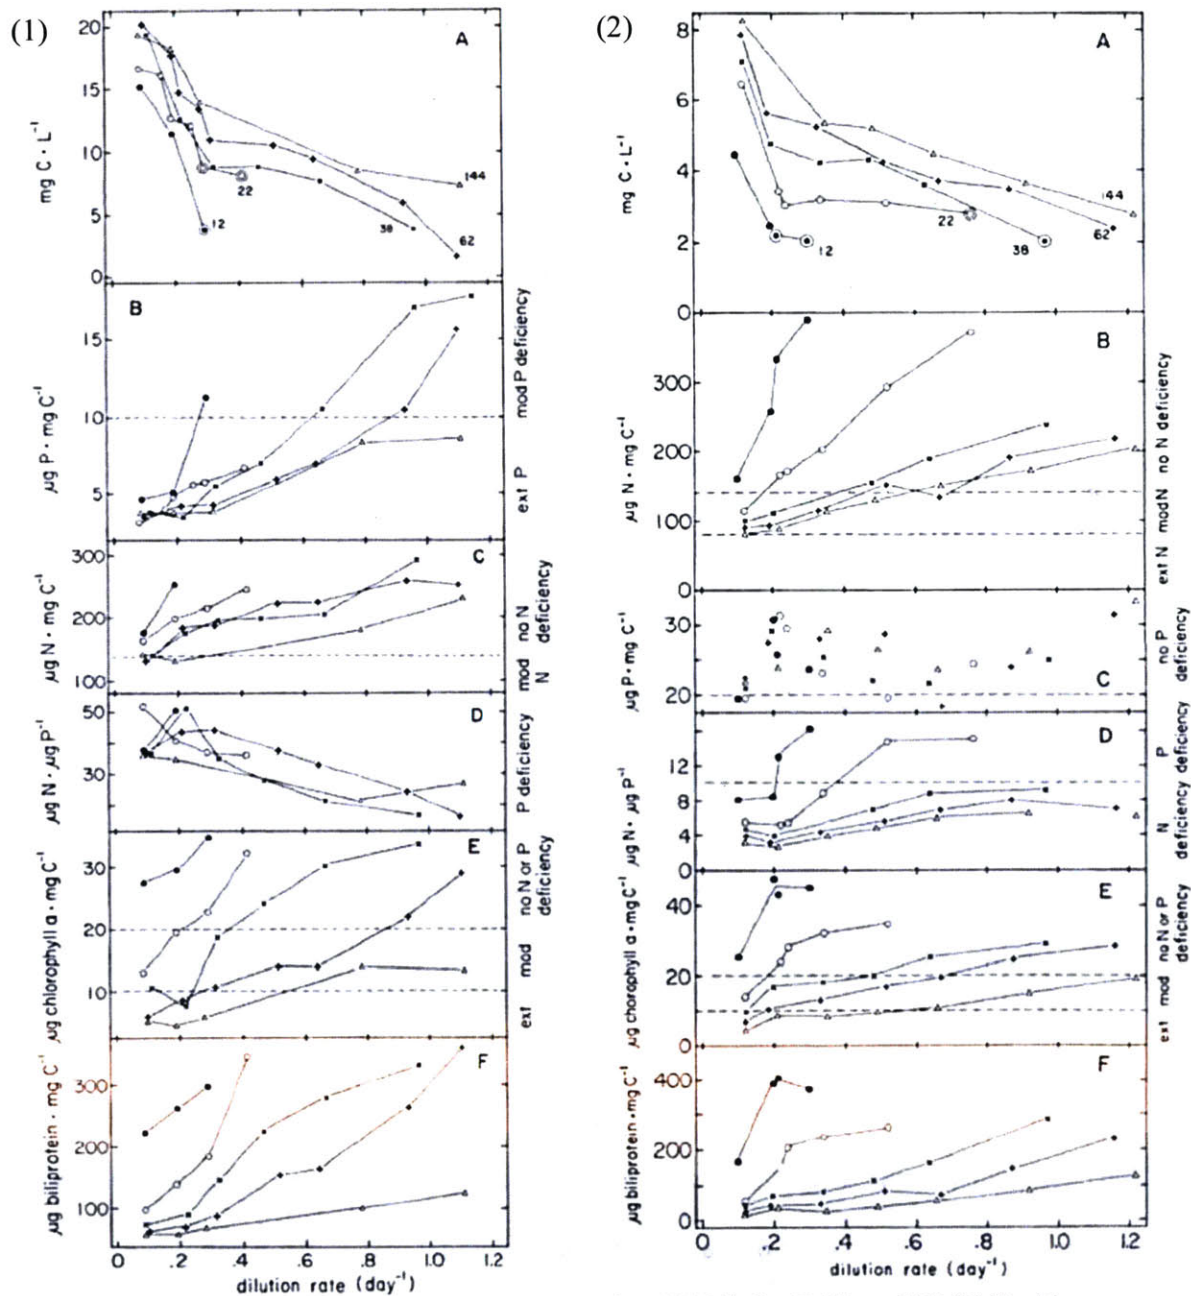 (1)
A
20
15
10
5
0
mg C · L⁻¹
144
22
12
38
62
B
15
10
5
µg P · mg C⁻¹
mod P deficiency
ext P
C
300
200
100
µg N · mg C⁻¹
no N deficiency
mod N
D
50
30
µg N · µg P⁻¹
P deficiency
E
30
20
10
µg chlorophyll a · mg C⁻¹
no N or P deficiency
mod
ext
F
300
200
100
µg biliprotein · mg C⁻¹
0 .2 .4 .6 .8 1.0 1.2
dilution rate (day⁻¹)
(2)
A
8
6
4
2
0
mg C · L⁻¹
144
22
62
12
38
B
300
200
100
0
µg N · mg C⁻¹
no N deficiency
mod N
ext N
C
30
20
µg P · mg C⁻¹
no P deficiency
D
12
8
4
0
µg N · µg P⁻¹
P deficiency
N deficiency
E
40
20
0
µg chorophyll a · mg C⁻¹
no N or P deficiency
mod
ext
F
400
200
0
µg biliprotein · mg C⁻¹
0 .2 .4 .6 .8 1.0 1.2
dilution rate (day⁻¹)